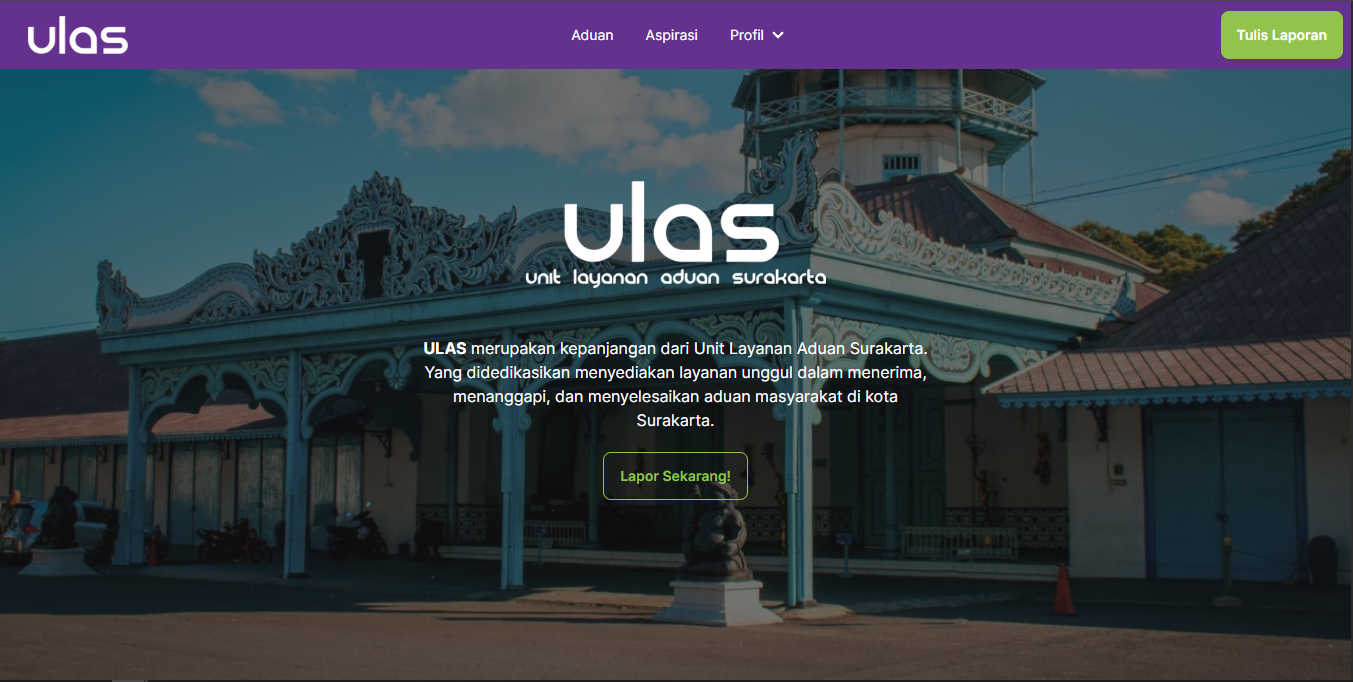 ulas
Aduan
Aspirasi
Profil
Tulis Laporan
ulas
unit layanan aduan surakarta
ULAS merupakan kepanjangan dari Unit Layanan Aduan Surakarta.
Yang didedikasikan menyediakan layanan unggul dalam menerima,
menanggapi, dan menyelesaikan aduan masyarakat di kota
Surakarta.
Lapor Sekarang!